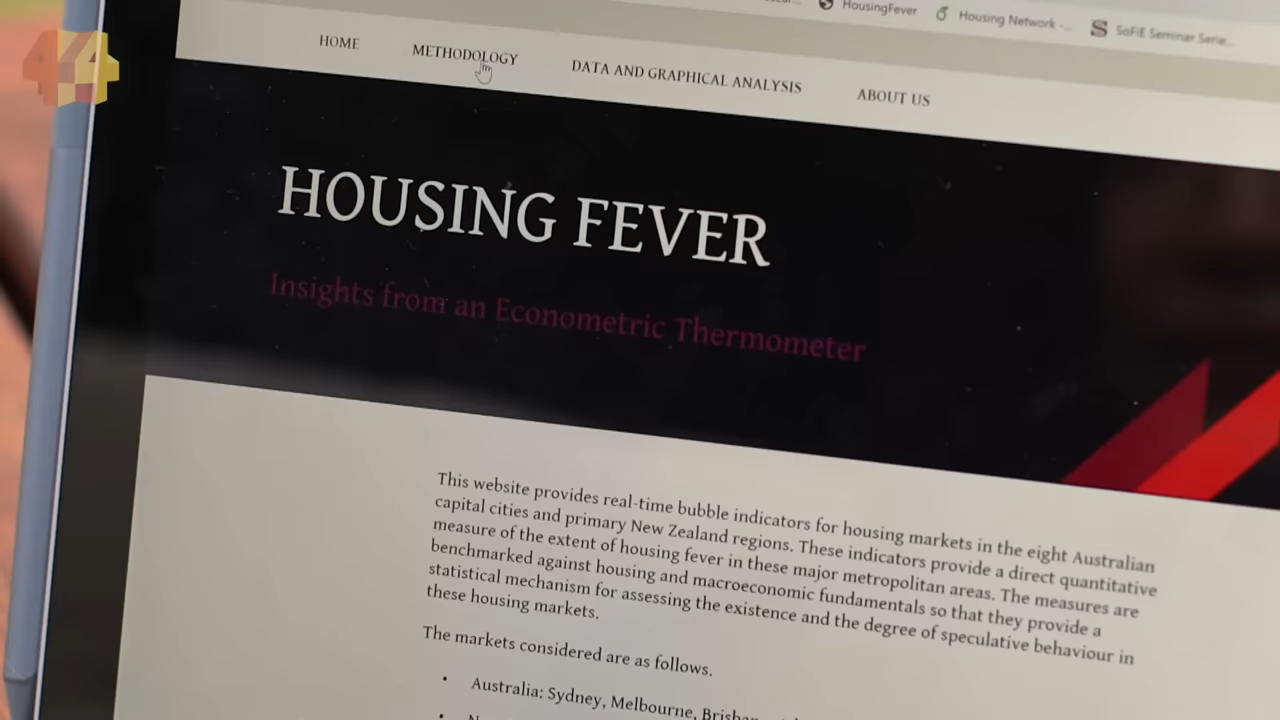 HousingFever
Housing Network -...
SoFiE Seminar Serie...
HOME
METHODOLOGY
DATA AND GRAPHICAL ANALYSIS
ABOUT US
HOUSING FEVER
Insights from an Econometric Thermometer
This website provides real-time bubble indicators for housing markets in the eight Australian
capital cities and primary New Zealand regions. These indicators provide a direct quantitative
measure of the extent of housing fever in these major metropolitan areas. The measures are
benchmarked against housing and macroeconomic fundamentals so that they provide a
statistical mechanism for assessing the existence and the degree of speculative behaviour in
these housing markets.
The markets considered are as follows.
• Australia: Sydney, Melbourne,